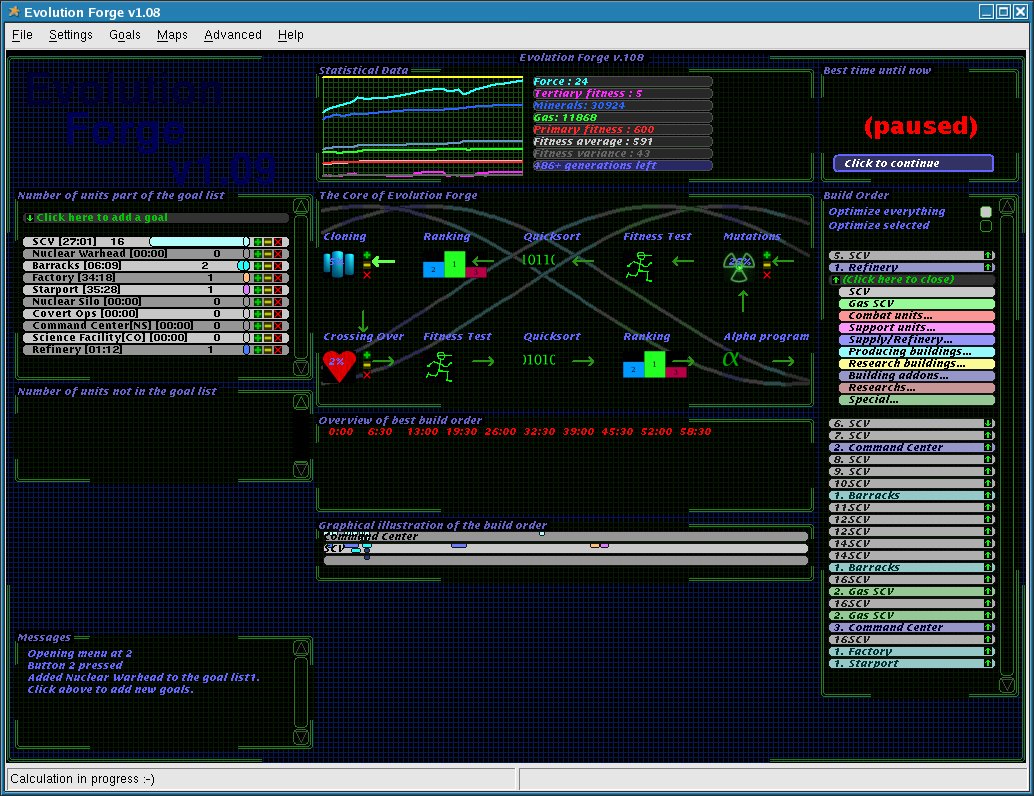 Evolution Forge v1.08
File Settings Goals Maps Advanced Help
Evolution Forge v.108
Evolution
Forge
v1.09
Statistical Data
Force : 24
Tertiary fitness : 5
Minerals: 30924
Gas: 11868
Primary fitness : 600
Fitness average : 591
Fitness variance : 43
486+ generations left
Best time until now
(paused)
Click to continue
Number of units part of the goal list
Click here to add a goal
SCV [27:01] 16
Nuclear Warhead [00:00] 0
Barracks [06:09] 2
Factory [34:18] 1
Starport [35:28] 1
Nuclear Silo [00:00] 0
Covert Ops [00:00] 0
Command Center[NS] [00:00] 0
Science Facility[CO] [00:00] 0
Refinery [01:12] 1
Number of units not in the goal list
The Core of Evolution Forge
Cloning Ranking Quicksort Fitness Test Mutations
2 1 3 01011(
Crossing Over Fitness Test Quicksort Ranking Alpha program
2% 01010 2 1 3 α
Overview of best build order
0:00 6:30 13:00 19:30 26:00 32:30 39:00 45:30 52:00 58:30
Graphical illustration of the build order
Command Center
SCV
Build Order
Optimize everything
Optimize selected
5. SCV
1. Refinery
(Click here to close)
SCV
Gas SCV
Combat units...
Support units...
Supply/Refinery...
Producing buildings...
Research buildings...
Building addons...
Researchs...
Special...
6. SCV
7. SCV
2. Command Center
8. SCV
9. SCV
10SCV
1. Barracks
11SCV
12SCV
12SCV
14SCV
14SCV
1. Barracks
16SCV
2. Gas SCV
16SCV
2. Gas SCV
3. Command Center
16SCV
1. Factory
1. Starport
Messages
Opening menu at 2
Button 2 pressed
Added Nuclear Warhead to the goal list1.
Click above to add new goals.
Calculation in progress :-)